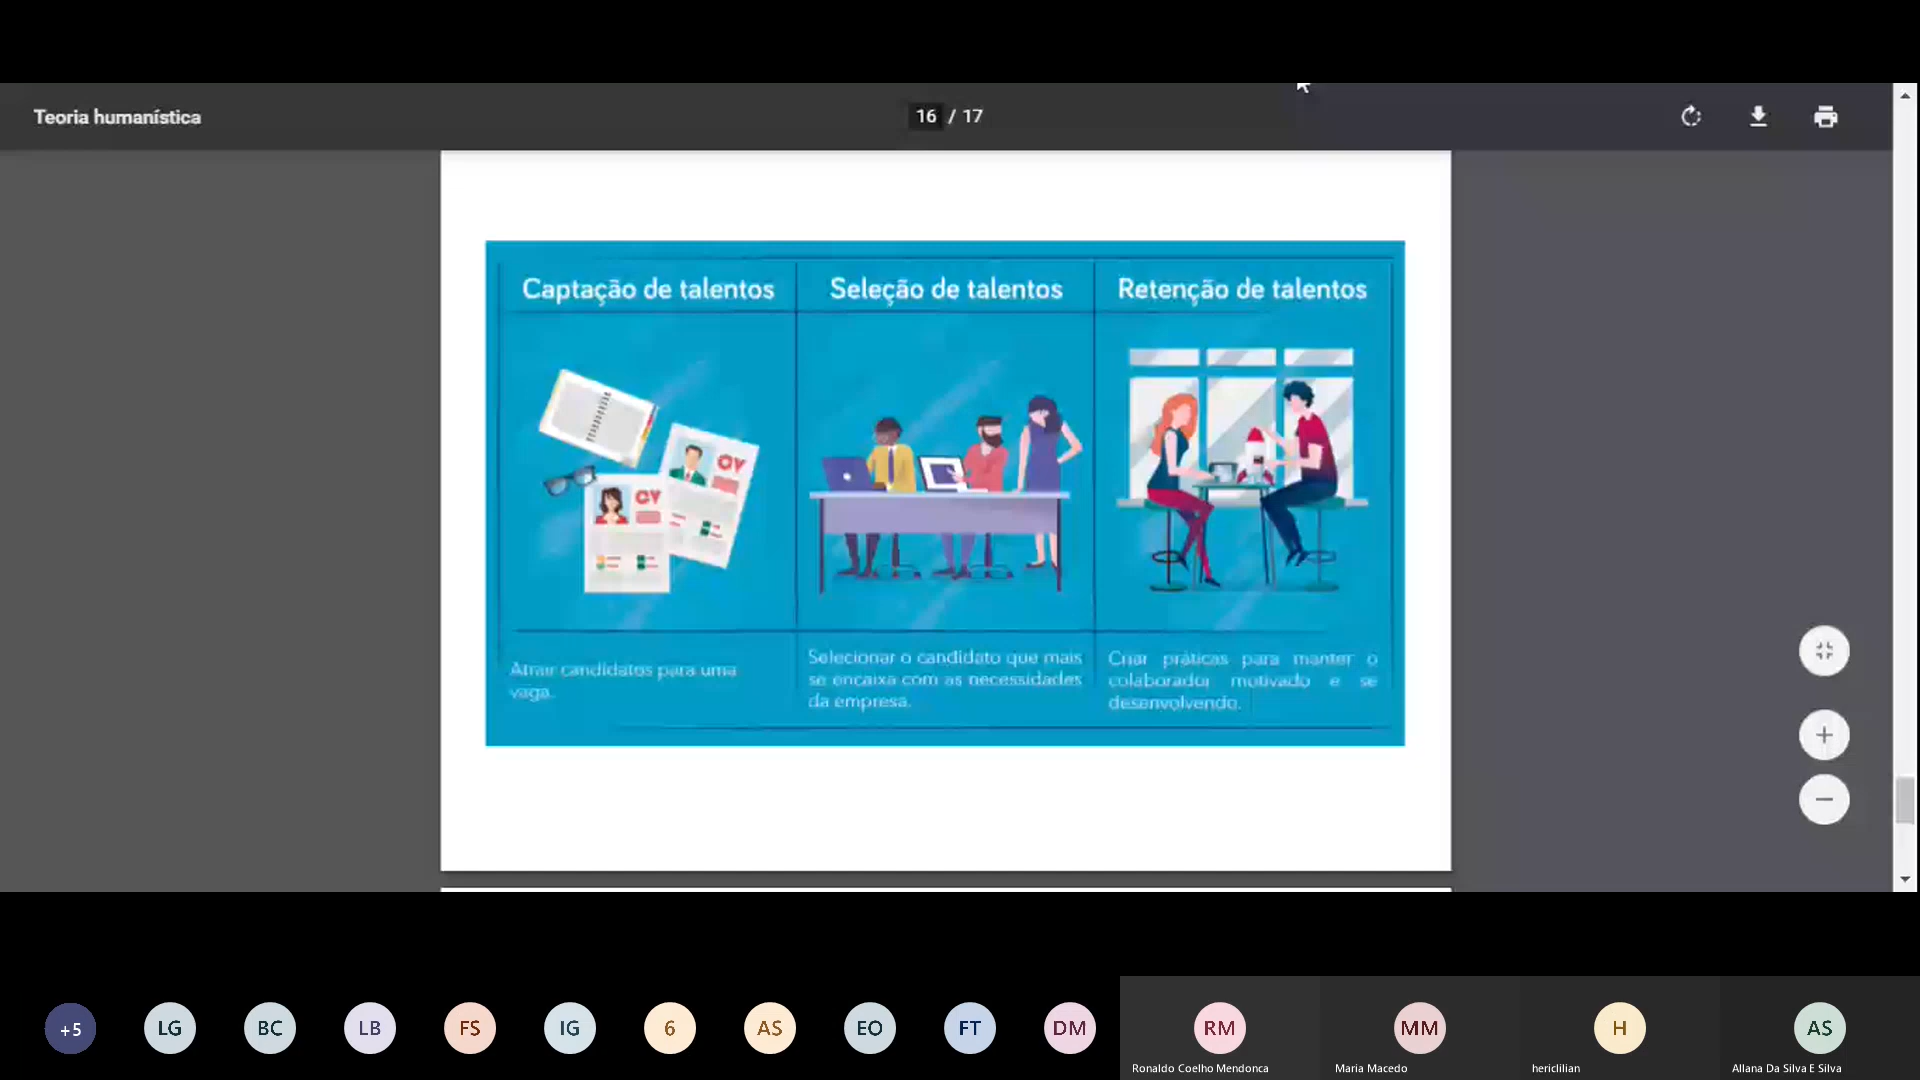 Teoria humanística
16 / 17
Captação de talentos
Seleção de talentos
Retenção de talentos
CV
CV
Atrair candidatos para uma
vaga.
Selecionar o candidato que mais
se encaixa com as necessidades
da empresa.
Criar práticas para manter o
colaborador motivado e se
desenvolvendo.
+5
LG
BC
LB
FS
IG
6
AS
EO
FT
DM
RM
MM
H
AS
Ronaldo Coelho Mendonca
Maria Macedo
hericlilian
Allana Da Silva E Silva